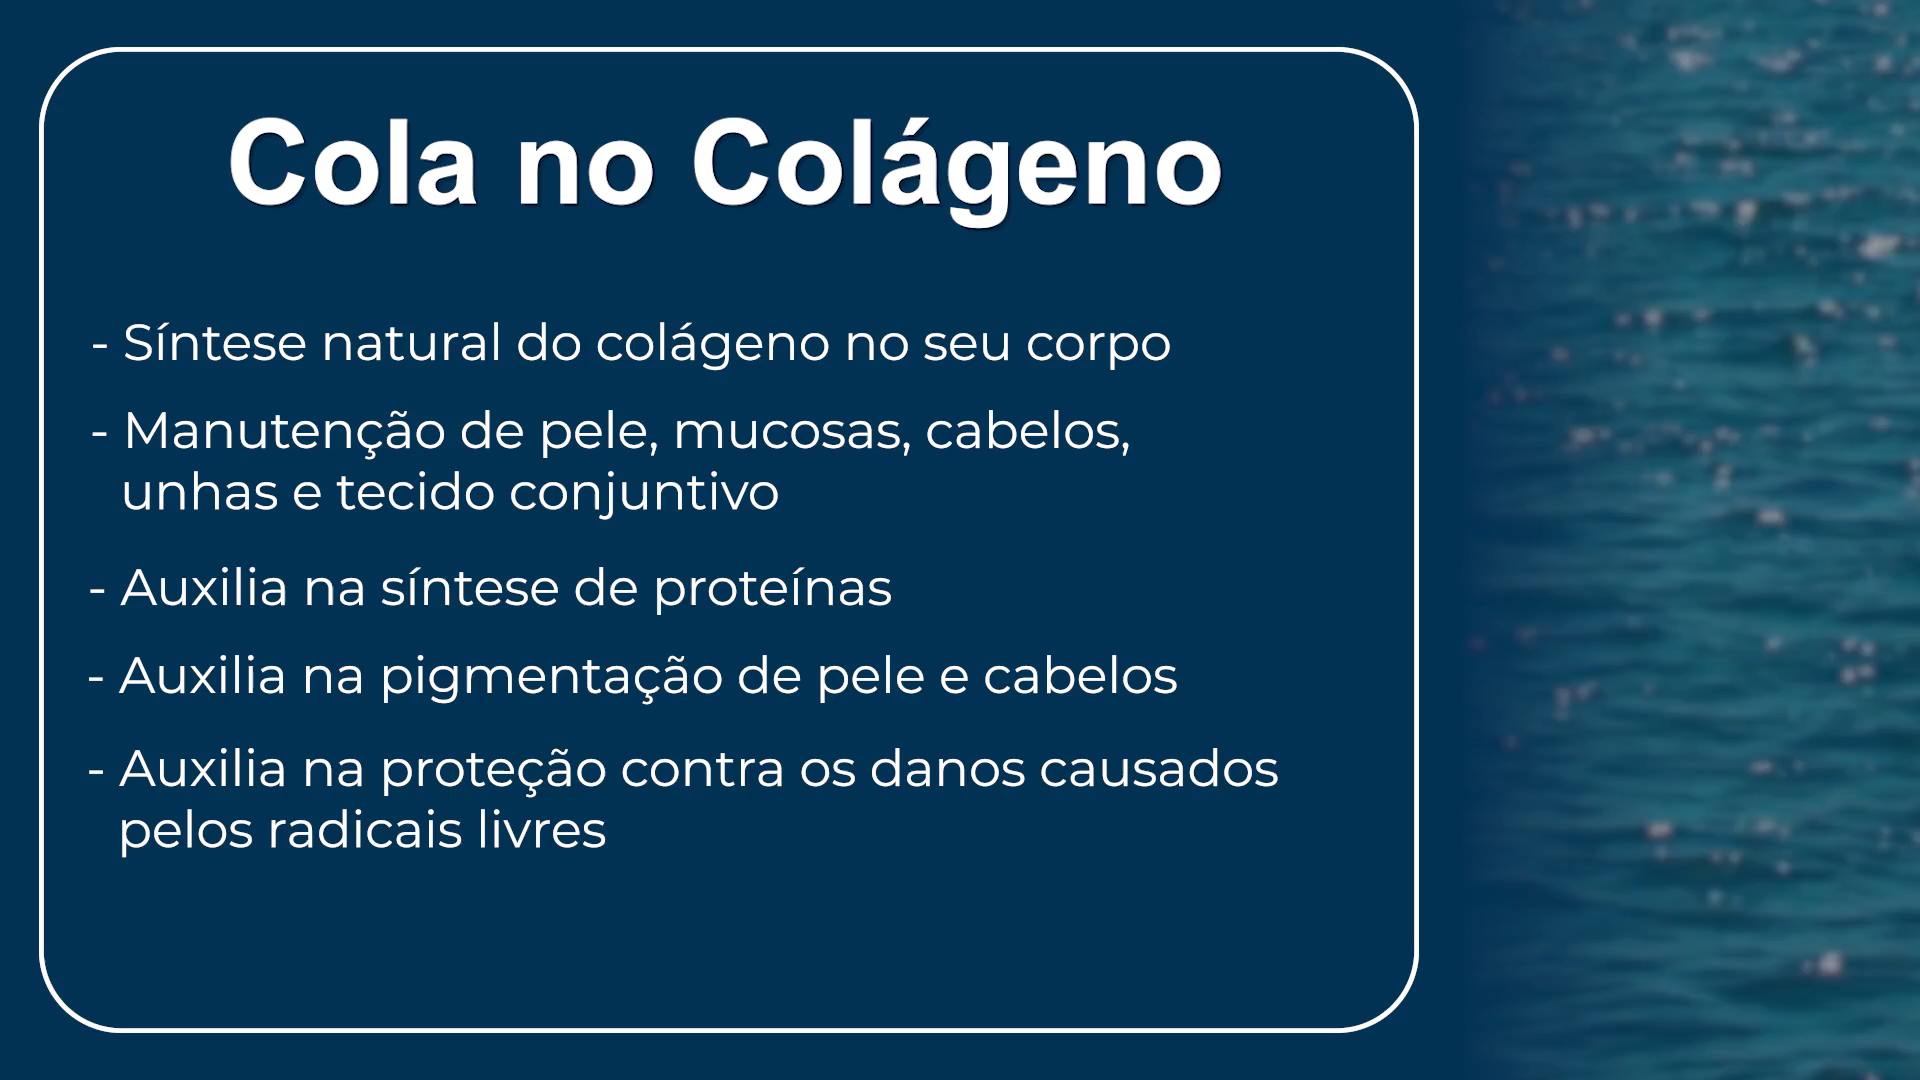 Cola no Colágeno
- Síntese natural do colágeno no seu corpo
- Manutenção de pele, mucosas, cabelos,
unhas e tecido conjuntivo
- Auxilia na síntese de proteínas
- Auxilia na pigmentação de pele e cabelos
- Auxilia na proteção contra os danos causados
pelos radicais livres